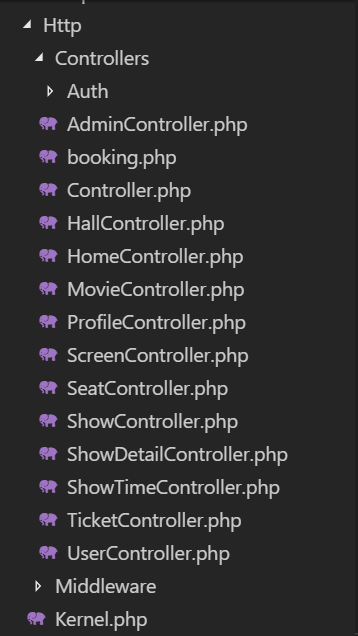 Http
Controllers
Auth
AdminController.php
booking.php
Controller.php
HallController.php
HomeController.php
MovieController.php
ProfileController.php
ScreenController.php
SeatController.php
ShowController.php
ShowDetailController.php
ShowTimeController.php
TicketController.php
UserController.php
Middleware
Kernel.php